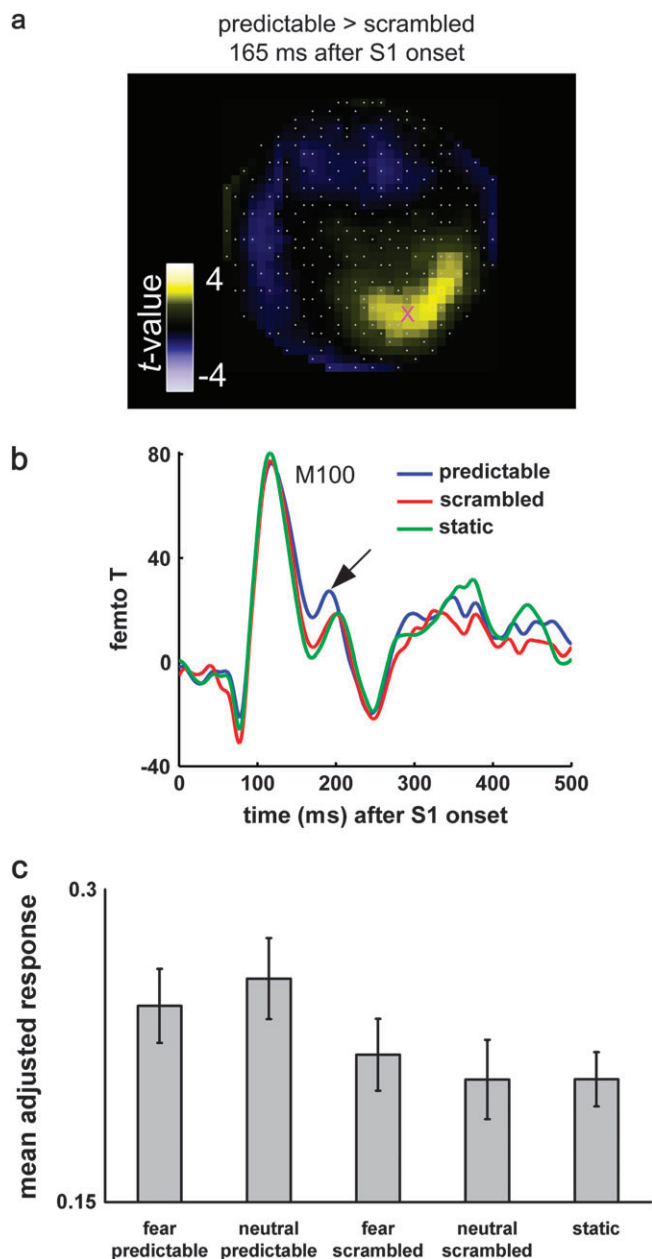 a
predictable > scrambled
165 ms after S1 onset
t-value
4
-4
X
b
M100
predictable
scrambled
static
femto T
80
40
0
-40
0 100 200 300 400 500
time (ms) after S1 onset
c
mean adjusted response
0.3
0.15
fear
predictable
neutral
predictable
fear
scrambled
neutral
scrambled
static